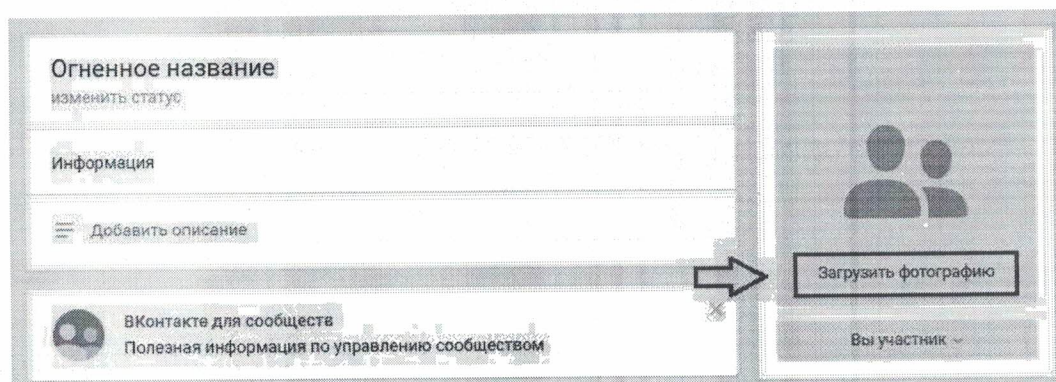 Огненное название
изменить статус
Информация
Добавить описание
ВКонтакте для сообществ
Полезная информация по управлению сообществом
Загрузить фотографию
Вы участник